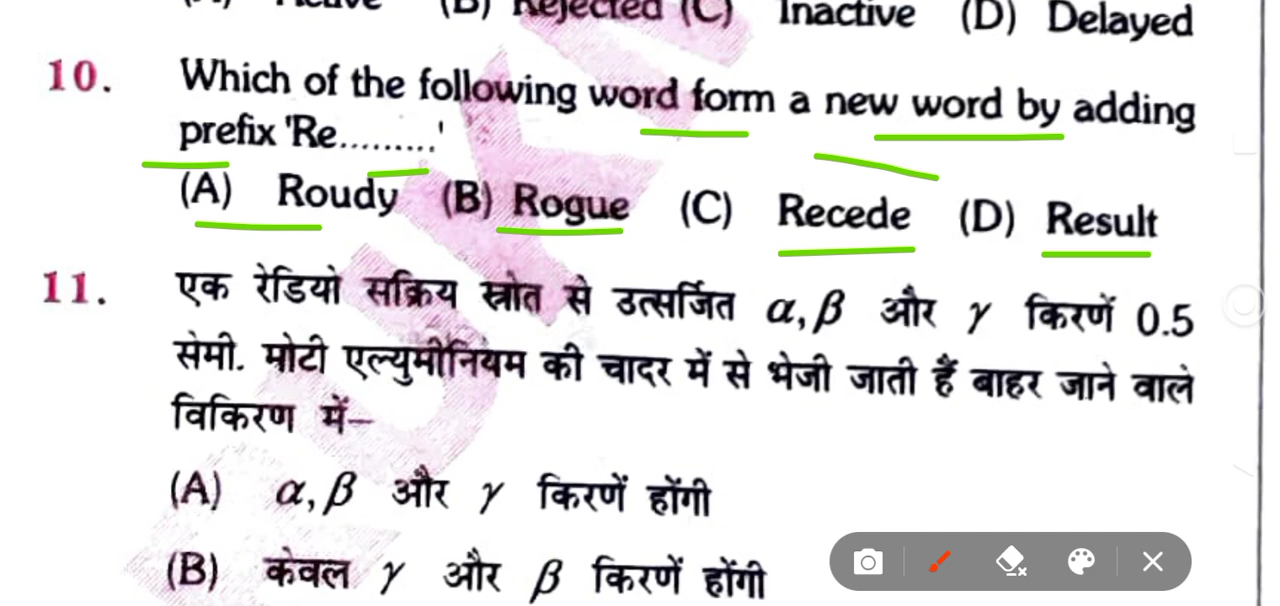 (A) Active (B) Rejected (C) Inactive (D) Delayed
10. Which of the following word form a new word by adding
prefix 'Re.........'
(A) Roudy (B) Rogue (C) Recede (D) Result
11. एक रेडियो सक्रिय स्रोत से उत्सर्जित α, β और γ किरणें 0.5
सेमी. मोटी एल्युमीनियम की चादर में से भेजी जाती हैं बाहर जाने वाले
विकिरण में–
(A) α, β और γ किरणें होंगी
(B) केवल γ और β किरणें होंगी